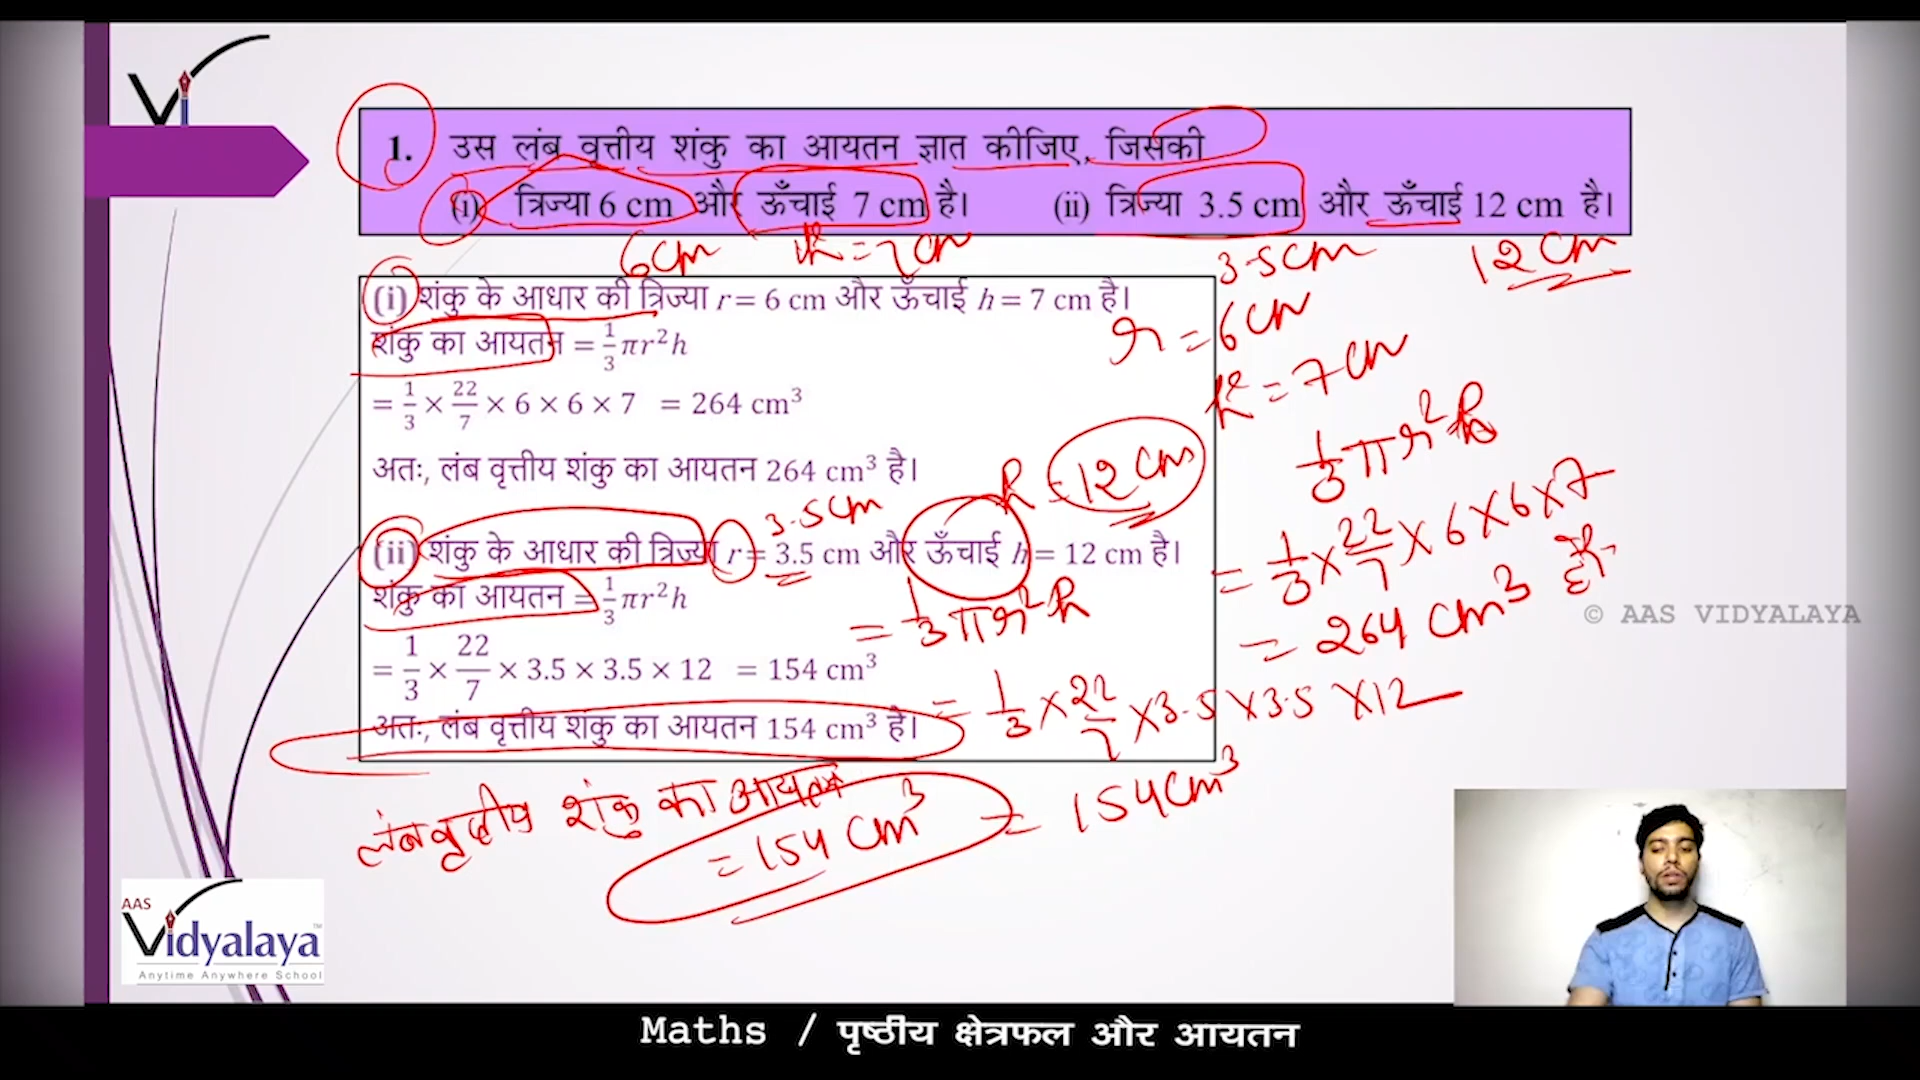 1. उस लंब वृत्तीय शंकु का आयतन ज्ञात कीजिए, जिसकी
(i) त्रिज्या 6 cm और ऊँचाई 7 cm है। (ii) त्रिज्या 3.5 cm और ऊँचाई 12 cm है।
6cm h = 7cm 3.5cm 12cm
(i) शंकु के आधार की त्रिज्या r = 6 cm और ऊँचाई h = 7 cm है।
r = 6cm
शंकु का आयतन = 1/3 πr²h
h = 7cm
= 1/3 × 22/7 × 6 × 6 × 7 = 264 cm³
1/3 πr²h
अतः, लंब वृत्तीय शंकु का आयतन 264 cm³ है।
h = 12cm
= 1/3 × 22/7 × 6 × 6 × 7
3.5cm
(ii) शंकु के आधार की त्रिज्या r = 3.5 cm और ऊँचाई h = 12 cm है।
शंकु का आयतन = 1/3 πr²h
= 1/3 πr²h
= 264 cm³ है
© AAS VIDYALAYA
= 1/3 × 22/7 × 3.5 × 3.5 × 12 = 154 cm³
= 1/3 × 22/7 × 3.5 × 3.5 × 12
अतः, लंब वृत्तीय शंकु का आयतन 154 cm³ है।
लंब वृत्तीय शंकु का आयतन
= 154 cm³
= 154 cm³
AAS
Vidyalaya™
Anytime Anywhere School
Maths / पृष्ठीय क्षेत्रफल और आयतन